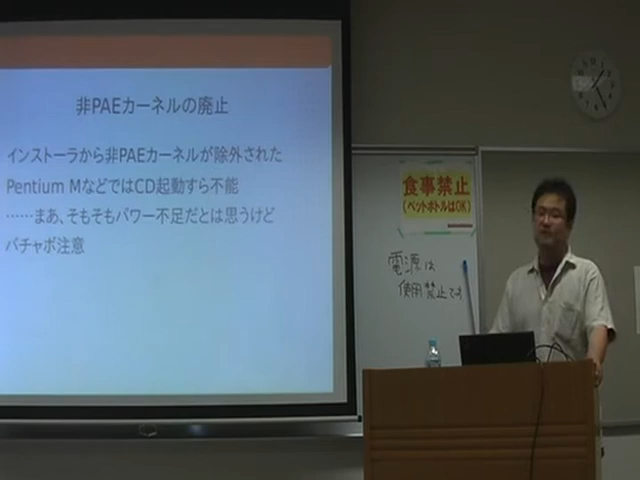 非PAEカーネルの廃止
インストーラから非PAEカーネルが除外された
Pentium MなどではCD起動すら不能
……まあ、そもそもパワー不足だとは思うけど
バチャボ注意
食事禁止
(ペットボトルはOK)
電源は
使用禁止です